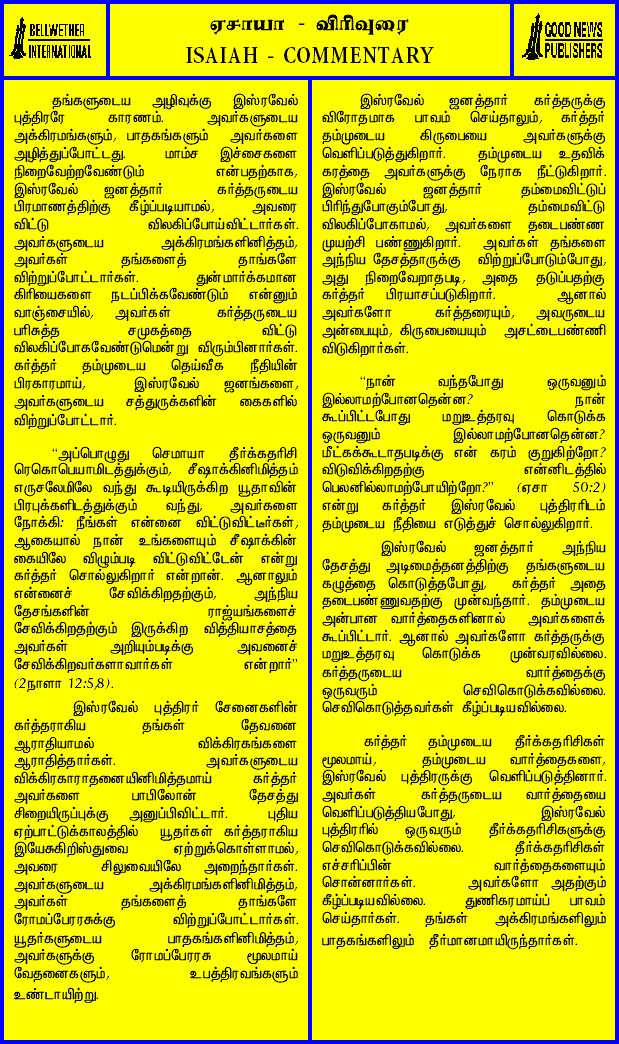 BELLWETHER
INTERNATIONAL
ஏசாயா - விரிவுரை
ISAIAH - COMMENTARY
GOOD NEWS
PUBLISHERS
தங்களுடைய அழிவுக்கு இஸ்ரவேல்
புத்திரரே காரணம். அவர்களுடைய
அக்கிரமங்களும், பாதகங்களும் அவர்களை
அழித்துப்போட்டது. மாம்ச இச்சைகளை
நிறைவேற்றவேண்டும் என்பதற்காக,
இஸ்ரவேல் ஜனத்தார் கர்த்தருடைய
பிரமாணத்திற்கு கீழ்ப்படியாமல், அவரை
விட்டு விலகிப்போய்விட்டார்கள்.
அவர்களுடைய அக்கிரமங்களினித்தம்,
அவர்கள் தங்களைத் தாங்களே
விற்றுப்போட்டார்கள். துன்மார்க்கமான
கிரியைகளை நடப்பிக்கவேண்டும் என்னும்
வாஞ்சையில், அவர்கள் கர்த்தருடைய
பரிசுத்த சமுகத்தை விட்டு
விலகிப்போகவேண்டுமென்று விரும்பினார்கள்.
கர்த்தர் தம்முடைய தெய்வீக நீதியின்
பிரகாரமாய், இஸ்ரவேல் ஜனங்களை,
அவர்களுடைய சத்துருக்களின் கைகளில்
விற்றுப்போட்டார்.
“அப்பொழுது செமாயா தீர்க்கதரிசி
ரெகொபெயாமிடத்துக்கும், சீஷாக்கினிமித்தம்
எருசலேமிலே வந்து கூடியிருக்கிற யூதாவின்
பிரபுக்களிடத்துக்கும் வந்து, அவர்களை
நோக்கி: நீங்கள் என்னை விட்டுவிட்டீர்கள்,
ஆகையால் நான் உங்களையும் சீஷாக்கின்
கையிலே விழும்படி விட்டுவிட்டேன் என்று
கர்த்தர் சொல்லுகிறார் என்றான். ஆனாலும்
என்னைச் சேவிக்கிறதற்கும், அந்நிய
தேசங்களின் ராஜ்யங்களைச்
சேவிக்கிறதற்கும் இருக்கிற வித்தியாசத்தை
அவர்கள் அறியும்படிக்கு அவனைச்
சேவிக்கிறவர்களாவார்கள் என்றார்”
(2நாளா 12:5,8).
இஸ்ரவேல் புத்திரர் சேனைகளின்
கர்த்தராகிய தங்கள் தேவனை
ஆராதியாமல் விக்கிரகங்களை
ஆராதித்தார்கள். அவர்களுடைய
விக்கிரகாராதனையினிமித்தமாய் கர்த்தர்
அவர்களை பாபிலோன் தேசத்து
சிறையிருப்புக்கு அனுப்பிவிட்டார். புதிய
ஏற்பாட்டுக்காலத்தில் யூதர்கள் கர்த்தராகிய
இயேசுகிறிஸ்துவை ஏற்றுக்கொள்ளாமல்,
அவரை சிலுவையிலே அறைந்தார்கள்.
அவர்களுடைய அக்கிரமங்களினிமித்தம்,
அவர்கள் தங்களைத் தாங்களே
ரோமப்பேரரசுக்கு விற்றுப்போட்டார்கள்.
யூதர்களுடைய பாதகங்களினிமித்தம்,
அவர்களுக்கு ரோமப்பேரரசு மூலமாய்
வேதனைகளும், உபத்திரவங்களும்
உண்டாயிற்று.
இஸ்ரவேல் ஜனத்தார் கர்த்தருக்கு
விரோதமாக பாவம் செய்தாலும், கர்த்தர்
தம்முடைய கிருபையை அவர்களுக்கு
வெளிப்படுத்துகிறார். தம்முடைய உதவிக்
கரத்தை அவர்களுக்கு நேராக நீட்டுகிறார்.
இஸ்ரவேல் ஜனத்தார் தம்மைவிட்டுப்
பிரிந்துபோகும்போது, தம்மைவிட்டு
விலகிப்போகாமல், அவர்களை தடைபண்ண
முயற்சி பண்ணுகிறார். அவர்கள் தங்களை
அந்நிய தேசத்தாருக்கு விற்றுப்போடும்போது,
அது நிறைவேறாதபடி, அதை தடுப்பதற்கு
கர்த்தர் பிரயாசப்படுகிறார். ஆனால்
அவர்களோ கர்த்தரையும், அவருடைய
அன்பையும், கிருபையையும் அசட்டைபண்ணி
விடுகிறார்கள்.
“நான் வந்தபோது ஒருவனும்
இல்லாமற்போனதென்ன? நான்
கூப்பிட்டபோது மறுஉத்தரவு கொடுக்க
ஒருவனும் இல்லாமற்போனதென்ன?
மீட்கக்கூடாதபடிக்கு என் கரம் குறுகிற்றோ?
விடுவிக்கிறதற்கு என்னிடத்தில்
பெலனில்லாமற்போயிற்றோ?” (ஏசா 50:2)
என்று கர்த்தர் இஸ்ரவேல் புத்திரரிடம்
தம்முடைய நீதியை எடுத்துச் சொல்லுகிறார்.
இஸ்ரவேல் ஜனத்தார் அந்நிய
தேசத்து அடிமைத்தனத்திற்கு தங்களுடைய
கழுத்தை கொடுத்தபோது, கர்த்தர் அதை
தடைபண்ணுவதற்கு முன்வந்தார். தம்முடைய
அன்பான வார்த்தைகளினால் அவர்களைக்
கூப்பிட்டார். ஆனால் அவர்களோ கர்த்தருக்கு
மறுஉத்தரவு கொடுக்க முன்வரவில்லை.
கர்த்தருடைய வார்த்தைக்கு
ஒருவரும் செவிகொடுக்கவில்லை.
செவிகொடுத்தவர்கள் கீழ்ப்படியவில்லை.
கர்த்தர் தம்முடைய தீர்க்கதரிசிகள்
மூலமாய், தம்முடைய வார்த்தைகளை,
இஸ்ரவேல் புத்திரருக்கு வெளிப்படுத்தினார்.
அவர்கள் கர்த்தருடைய வார்த்தையை
வெளிப்படுத்தியபோது, இஸ்ரவேல்
புத்திரரில் ஒருவரும் தீர்க்கதரிசிகளுக்கு
செவிகொடுக்கவில்லை. தீர்க்கதரிசிகள்
எச்சரிப்பின் வார்த்தைகளையும்
சொன்னார்கள். அவர்களோ அதற்கும்
கீழ்ப்படியவில்லை. துணிகரமாய்ப் பாவம்
செய்தார்கள். தங்கள் அக்கிரமங்களிலும்
பாதகங்களிலும் தீர்மானமாயிருந்தார்கள்.